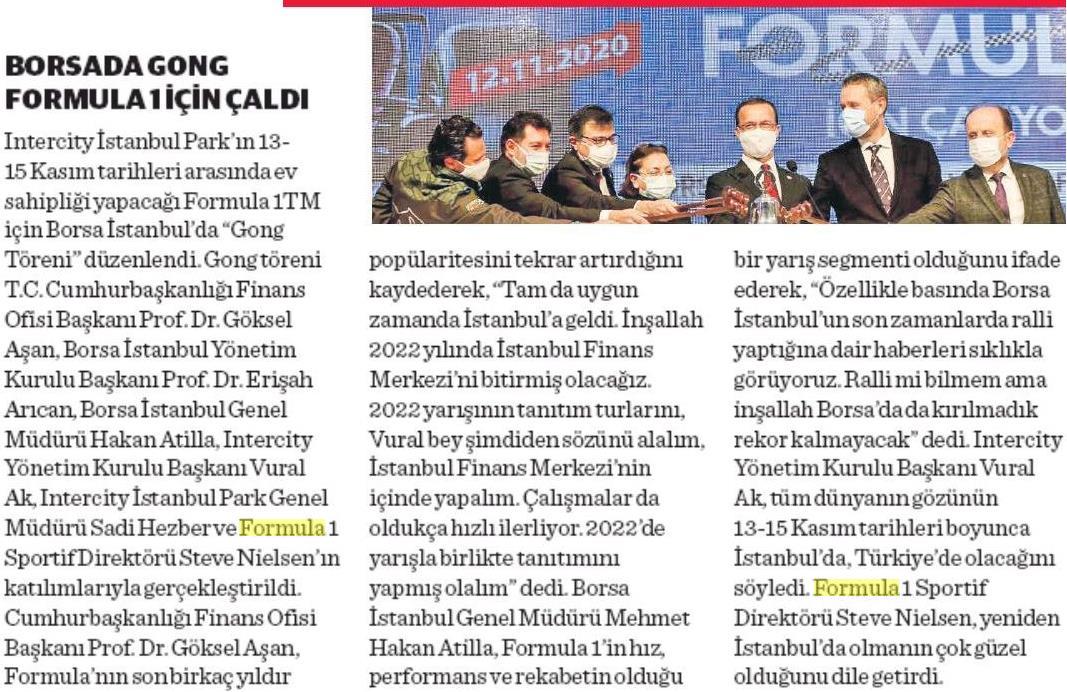 BORSADA GONG
FORMULA 1 İÇİN ÇALDI
Intercity İstanbul Park’ın 13-
15 Kasım tarihleri arasında ev
sahipliği yapacağı Formula 1TM
için Borsa İstanbul’da “Gong
Töreni” düzenlendi. Gong töreni
T.C. Cumhurbaşkanlığı Finans
Ofisi Başkanı Prof. Dr. Göksel
Aşan, Borsa İstanbul Yönetim
Kurulu Başkanı Prof. Dr. Erişah
Arıcan, Borsa İstanbul Genel
Müdürü Hakan Atilla, Intercity
Yönetim Kurulu Başkanı Vural
Ak, Intercity İstanbul Park Genel
Müdürü Sadi Hezber ve Formula 1
Sportif Direktörü Steve Nielsen’ın
katılımlarıyla gerçekleştirildi.
Cumhurbaşkanlığı Finans Ofisi
Başkanı Prof. Dr. Göksel Aşan,
Formula’nın son birkaç yıldır
12.11.2020
FORMUL
İÇİN ÇALIYO
popülaritesini tekrar artırdığını
kaydederek, “Tam da uygun
zamanda İstanbul’a geldi. İnşallah
2022 yılında İstanbul Finans
Merkezi’ni bitirmiş olacağız.
2022 yarışının tanıtım turlarını,
Vural bey şimdiden sözünü alalım,
İstanbul Finans Merkezi’nin
içinde yapalım. Çalışmalar da
oldukça hızlı ilerliyor. 2022’de
yarışla birlikte tanıtımını
yapmış olalım” dedi. Borsa
İstanbul Genel Müdürü Mehmet
Hakan Atilla, Formula 1’in hız,
performans ve rekabetin olduğu
bir yarış segmenti olduğunu ifade
ederek, “Özellikle basında Borsa
İstanbul’un son zamanlarda ralli
yaptığına dair haberleri sıklıkla
görüyoruz. Ralli mi bilmem ama
inşallah Borsa’da da kırılmadık
rekor kalmayacak” dedi. Intercity
Yönetim Kurulu Başkanı Vural
Ak, tüm dünyanın gözünün
13-15 Kasım tarihleri boyunca
İstanbul’da, Türkiye’de olacağını
söyledi. Formula 1 Sportif
Direktörü Steve Nielsen, yeniden
İstanbul’da olmanın çok güzel
olduğunu dile getirdi.